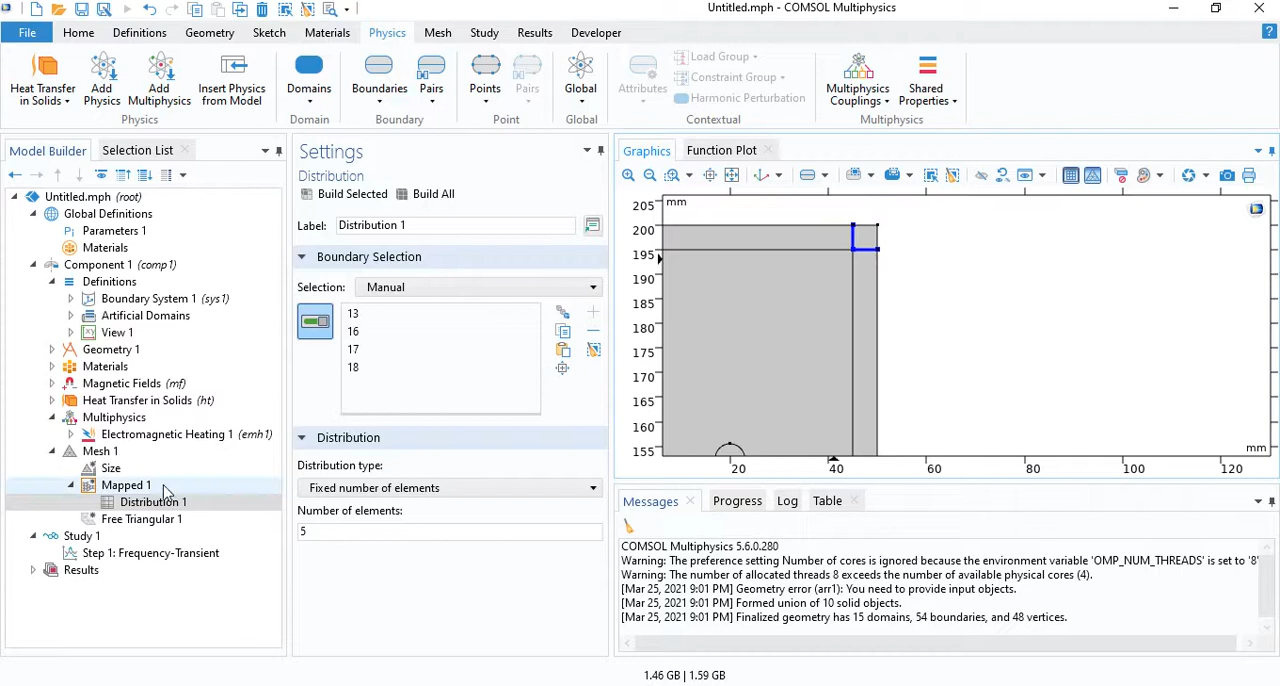 Untitled.mph - COMSOL Multiphysics
File Home Definitions Geometry Sketch Materials Physics Mesh Study Results Developer
Heat Transfer in Solids
Add Physics
Add Multiphysics
Insert Physics from Model
Physics
Domains
Domain
Boundaries
Pairs
Boundary
Points
Pairs
Point
Global
Global
Attributes
Load Group
Constraint Group
Harmonic Perturbation
Contextual
Multiphysics Couplings
Shared Properties
Multiphysics
Model Builder Selection List
Untitled.mph (root)
Global Definitions
Parameters 1
Materials
Component 1 (comp1)
Definitions
Boundary System 1 (sys1)
Artificial Domains
View 1
Geometry 1
Materials
Magnetic Fields (mf)
Heat Transfer in Solids (ht)
Multiphysics
Electromagnetic Heating 1 (emh1)
Mesh 1
Size
Mapped 1
Distribution 1
Free Triangular 1
Study 1
Step 1: Frequency-Transient
Results
Settings
Distribution
Build Selected Build All
Label: Distribution 1
Boundary Selection
Selection: Manual
13
16
17
18
Distribution
Distribution type:
Fixed number of elements
Number of elements:
5
Graphics Function Plot
mm
205
200
195
190
185
180
175
170
165
160
155
mm
20 40 60 80 100 120
Messages Progress Log Table
COMSOL Multiphysics 5.6.0.280
Warning: The preference setting Number of cores is ignored because the environment variable 'OMP_NUM_THREADS' is set to '8'
Warning: The number of allocated threads 8 exceeds the number of available physical cores (4).
[Mar 25, 2021 9:01 PM] Geometry error (arr1): You need to provide input objects.
[Mar 25, 2021 9:01 PM] Formed union of 10 solid objects.
[Mar 25, 2021 9:01 PM] Finalized geometry has 15 domains, 54 boundaries, and 48 vertices.
1.46 GB | 1.59 GB